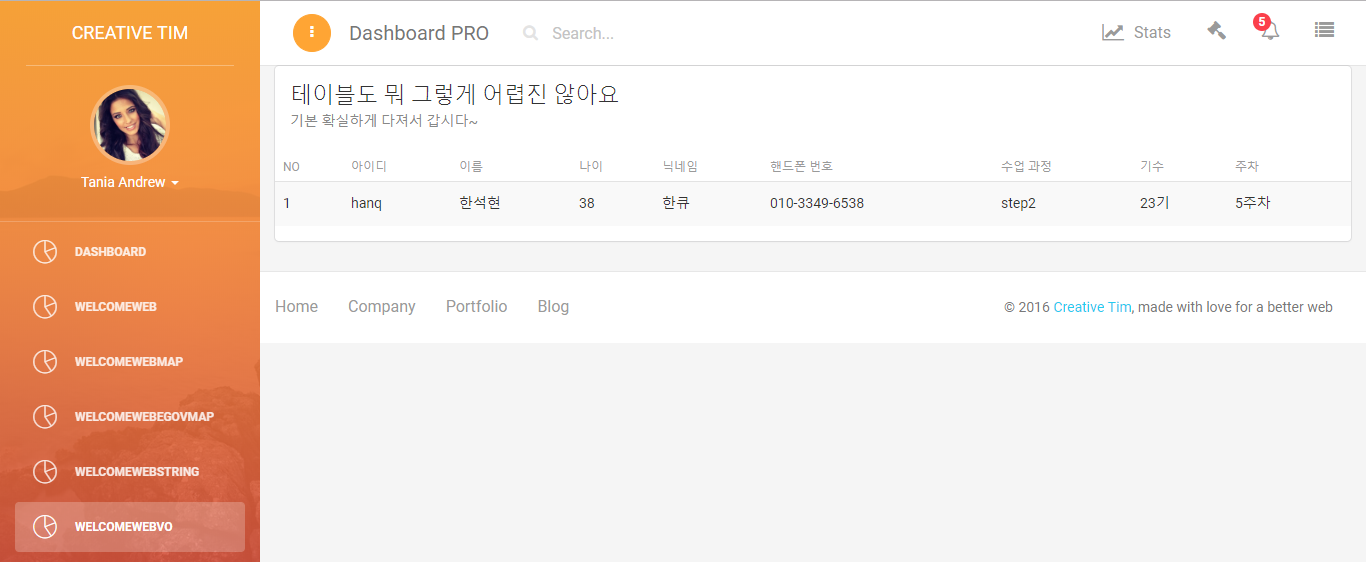 CREATIVE TIM
Tania Andrew
DASHBOARD
WELCOMEWEB
WELCOMEWEBMAP
WELCOMEWEBEGOVMAP
WELCOMEWEBSTRING
WELCOMEWEBVO
Dashboard PRO Search... Stats 5
테이블도 뭐 그렇게 어렵진 않아요
기본 확실하게 다져서 갑시다~
NO 아이디 이름 나이 닉네임 핸드폰 번호 수업 과정 기수 주차
1 hanq 한석현 38 한큐 010-3349-6538 step2 23기 5주차
Home Company Portfolio Blog © 2016 Creative Tim, made with love for a better web